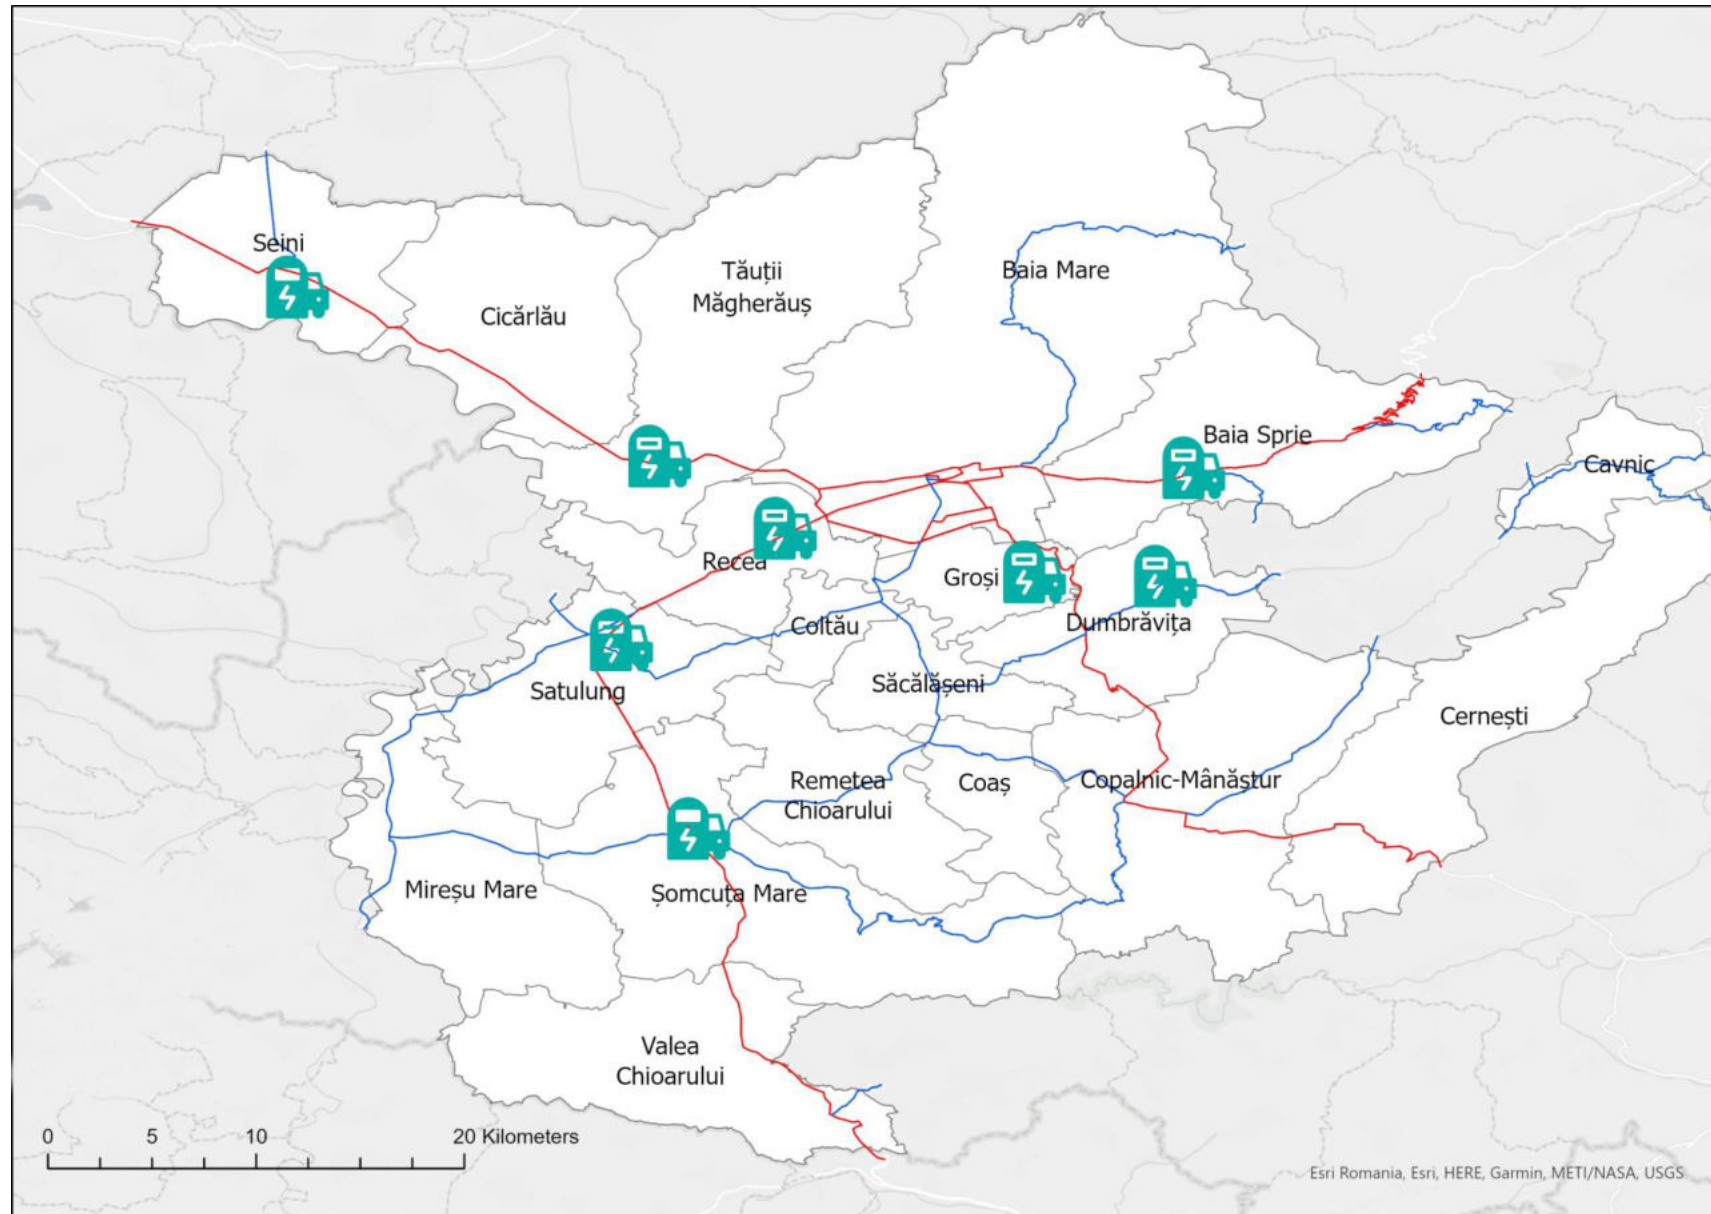 Seini
Cicărlău
Tăuții
Măgherăuș
Baia Mare
Baia Sprie
Cavnic
Recea
Groși
Dumbrăvița
Coltău
Satulung
Săcălășeni
Cernești
Remetea
Chioarului
Coaș
Copalnic-Mânăștur
Mireșu Mare
Șomcuța Mare
Valea
Chioarului
0 5 10 20 Kilometers
Esri Romania, Esri, HERE, Garmin, METI/NASA, USGS